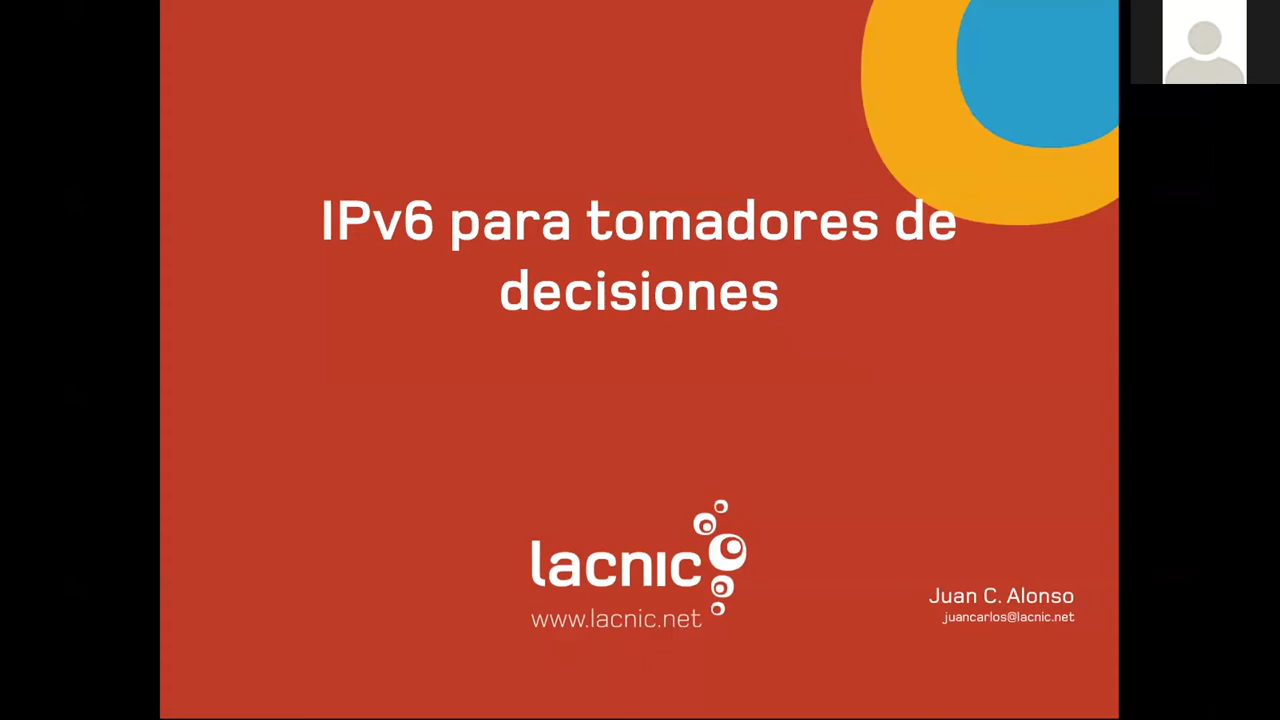 IPv6 para tomadores de
decisiones
lacnic
www.lacnic.net
Juan C. Alonso
juancarlos@lacnic.net